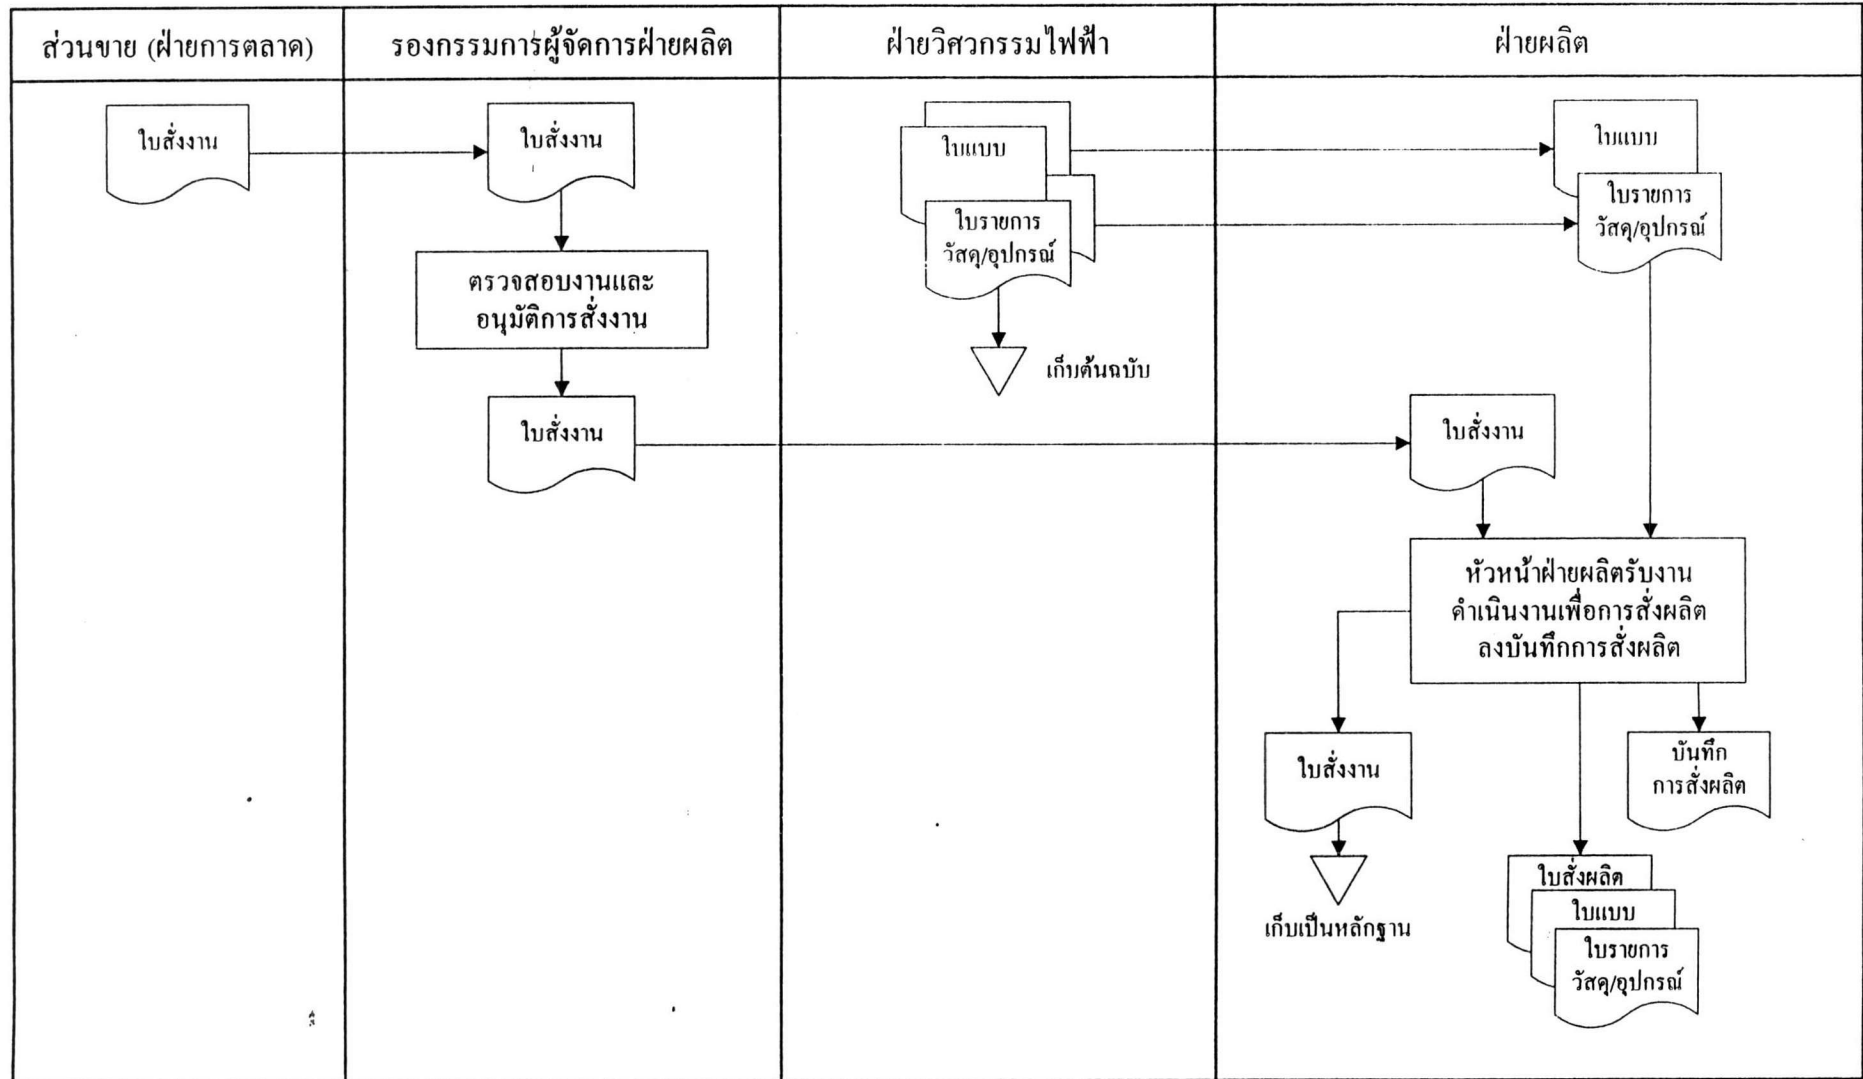 ส่วนขาย (ฝ่ายการตลาด)
รองกรรมการผู้จัดการฝ่ายผลิต
ฝ่ายวิศวกรรมไฟฟ้า
ฝ่ายผลิต
ใบสั่งงาน
ใบสั่งงาน
ตรวจสอบงานและ
อนุมัติการสั่งงาน
ใบสั่งงาน
ใบแบบ
ใบรายการ
วัสดุ/อุปกรณ์
เก็บต้นฉบับ
ใบแบบ
ใบรายการ
วัสดุ/อุปกรณ์
ใบสั่งงาน
หัวหน้าฝ่ายผลิตรับงาน
ดำเนินงานเพื่อการสั่งผลิต
ลงบันทึกการสั่งผลิต
ใบสั่งงาน
เก็บเป็นหลักฐาน
บันทึก
การสั่งผลิต
ใบสั่งผลิต
ใบแบบ
ใบรายการ
วัสดุ/อุปกรณ์